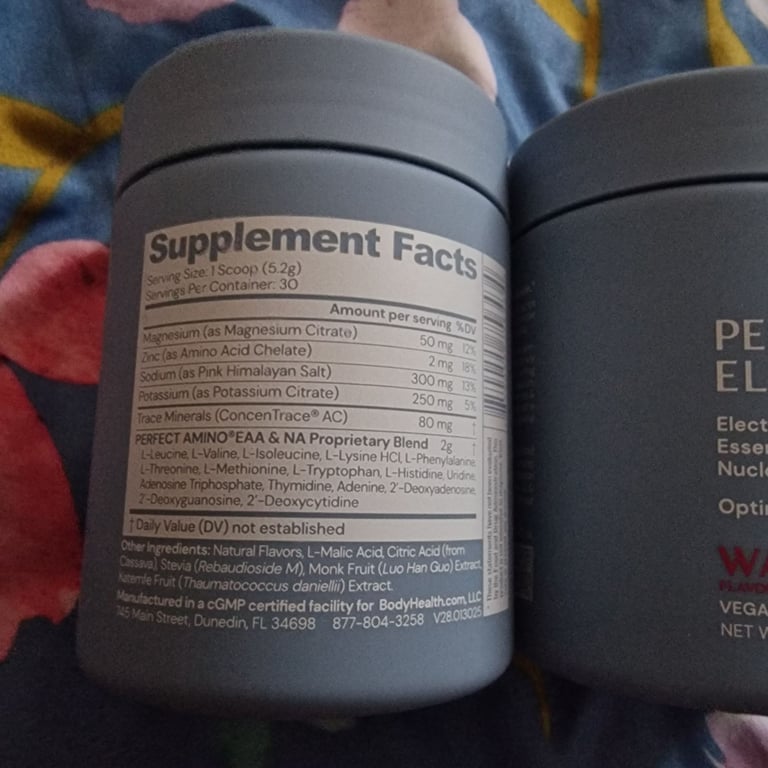 Supplement Facts
Serving Size: 1 Scoop (5.2g)
Servings Per Container: 30
Amount per serving %DV
Magnesium (as Magnesium Citrate) 50 mg 12%
Zinc (as Amino Acid Chelate) 2 mg 18%
Sodium (as Pink Himalayan Salt) 300 mg 13%
Potassium (as Potassium Citrate) 250 mg 5%
Trace Minerals (ConcenTrace® AC) 80 mg †
PERFECT AMINO®EAA & NA Proprietary Blend 2g †
L-Leucine, L-Valine, L-Isoleucine, L-Lysine HCl, L-Phenylalanine,
L-Threonine, L-Methionine, L-Tryptophan, L-Histidine, Uridine,
Adenosine Triphosphate, Thymidine, Adenine, 2'-Deoxyadenosine,
2'-Deoxyguanosine, 2'-Deoxycytidine
†Daily Value (DV) not established
Other Ingredients: Natural Flavors, L-Malic Acid, Citric Acid (from
Cassava), Stevia (Rebaudioside M), Monk Fruit (Luo Han Guo) Extract,
Katemfe Fruit (Thaumatococcus daniellii) Extract.
Manufactured in a cGMP certified facility for BodyHealth.com, LLC
745 Main Street, Dunedin, FL 34698 877-804-3258 V28.013025
PE
EL
Elect
Essen
Nucle
Optin
WA
FLAVO
VEGA
NET W